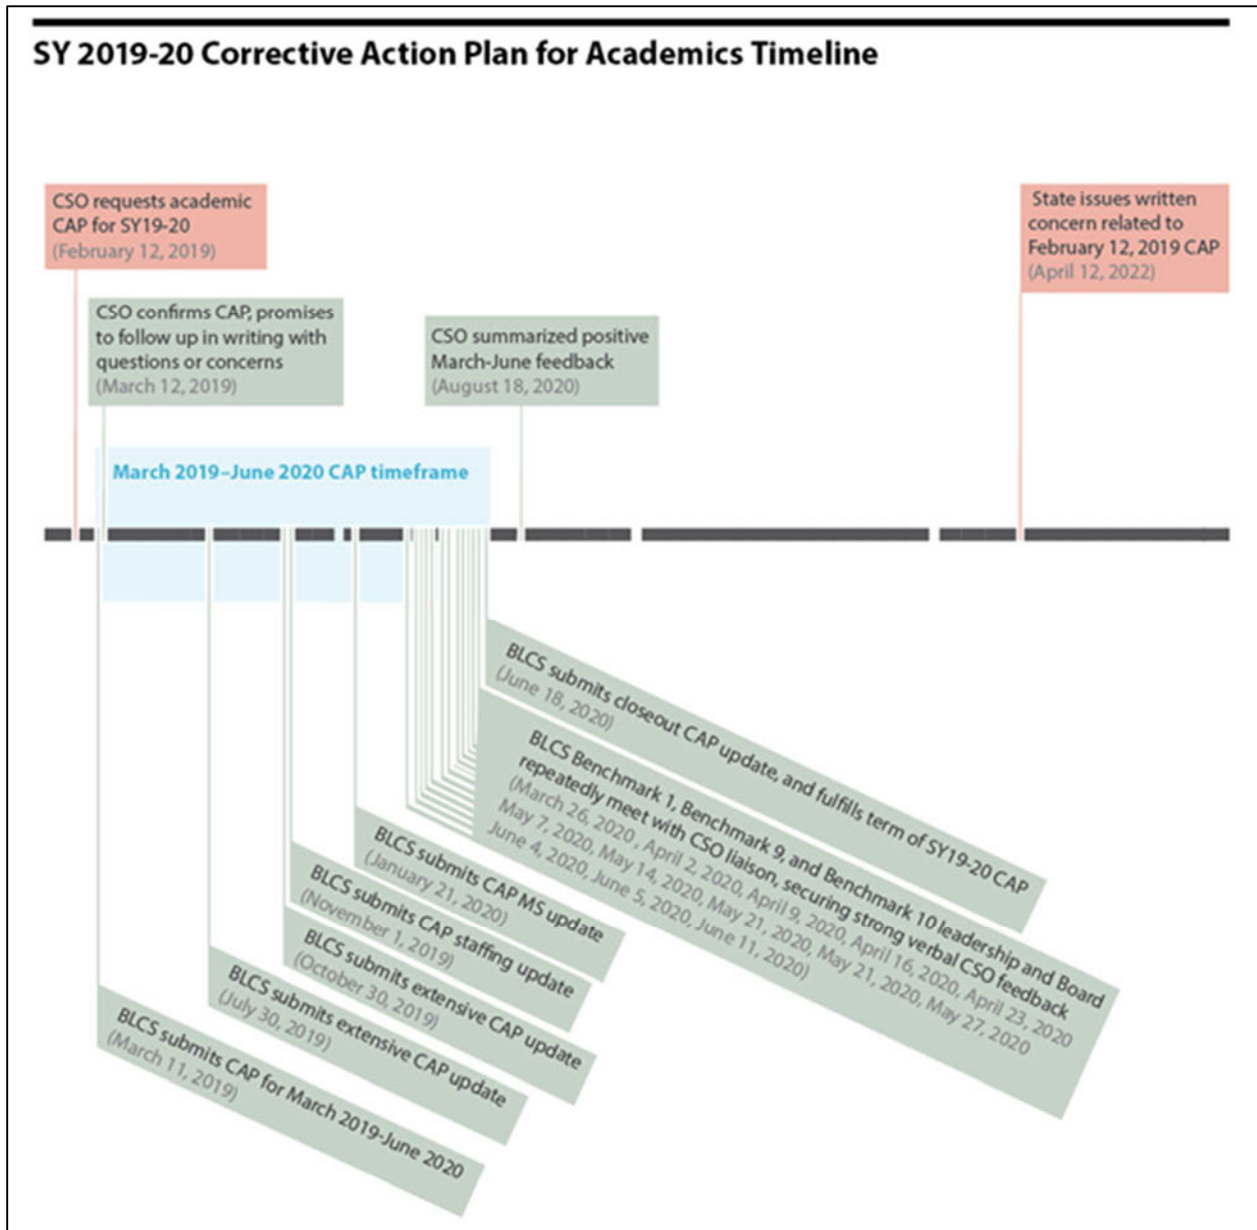 SY 2019-20 Corrective Action Plan for Academics Timeline
CSO requests academic
CAP for SY19-20
(February 12, 2019)
State issues written
concern related to
February 12, 2019 CAP
(April 12, 2022)
CSO confirms CAP, promises
to follow up in writing with
questions or concerns
(March 12, 2019)
CSO summarized positive
March-June feedback
(August 18, 2020)
March 2019–June 2020 CAP timeframe
BLCS submits closeout CAP update, and fulfills term of SY19-20 CAP
(June 18, 2020)
BLCS Benchmark 1, Benchmark 9, and Benchmark 10 leadership and Board
repeatedly meet with CSO liaison, securing strong verbal CSO feedback
(March 26, 2020 , April 2, 2020, April 9, 2020, April 16, 2020, April 23, 2020
May 7, 2020, May 14, 2020, May 21, 2020, May 21, 2020, May 27, 2020
June 4, 2020, June 5, 2020, June 11, 2020)
BLCS submits CAP MS update
(January 21, 2020)
BLCS submits CAP staffing update
(November 1, 2019)
BLCS submits extensive CAP update
(October 30, 2019)
BLCS submits extensive CAP update
(July 30, 2019)
BLCS submits CAP for March 2019-June 2020
(March 11, 2019)